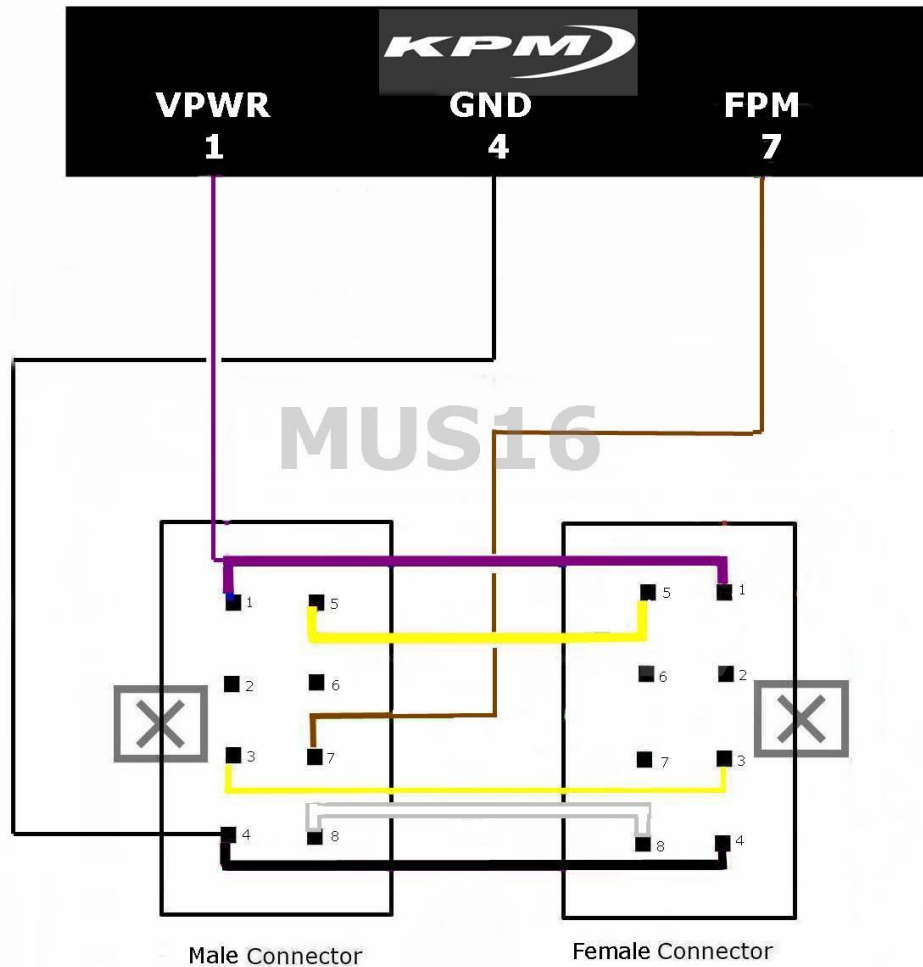 KPM
VPWR GND FPM
1 4 7
MUS16
1 5 5 1
2 6 6 2
3 7 7 3
4 8 8 4
Male Connector Female Connector